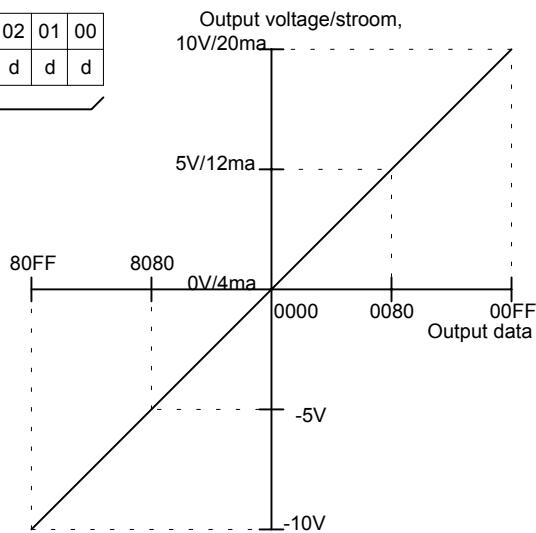 02 01 00
d d d
Output voltage/stroom,
10V/20ma
5V/12ma
80FF 8080
0V/4ma
0000 0080 00FF
Output data
-5V
-10V